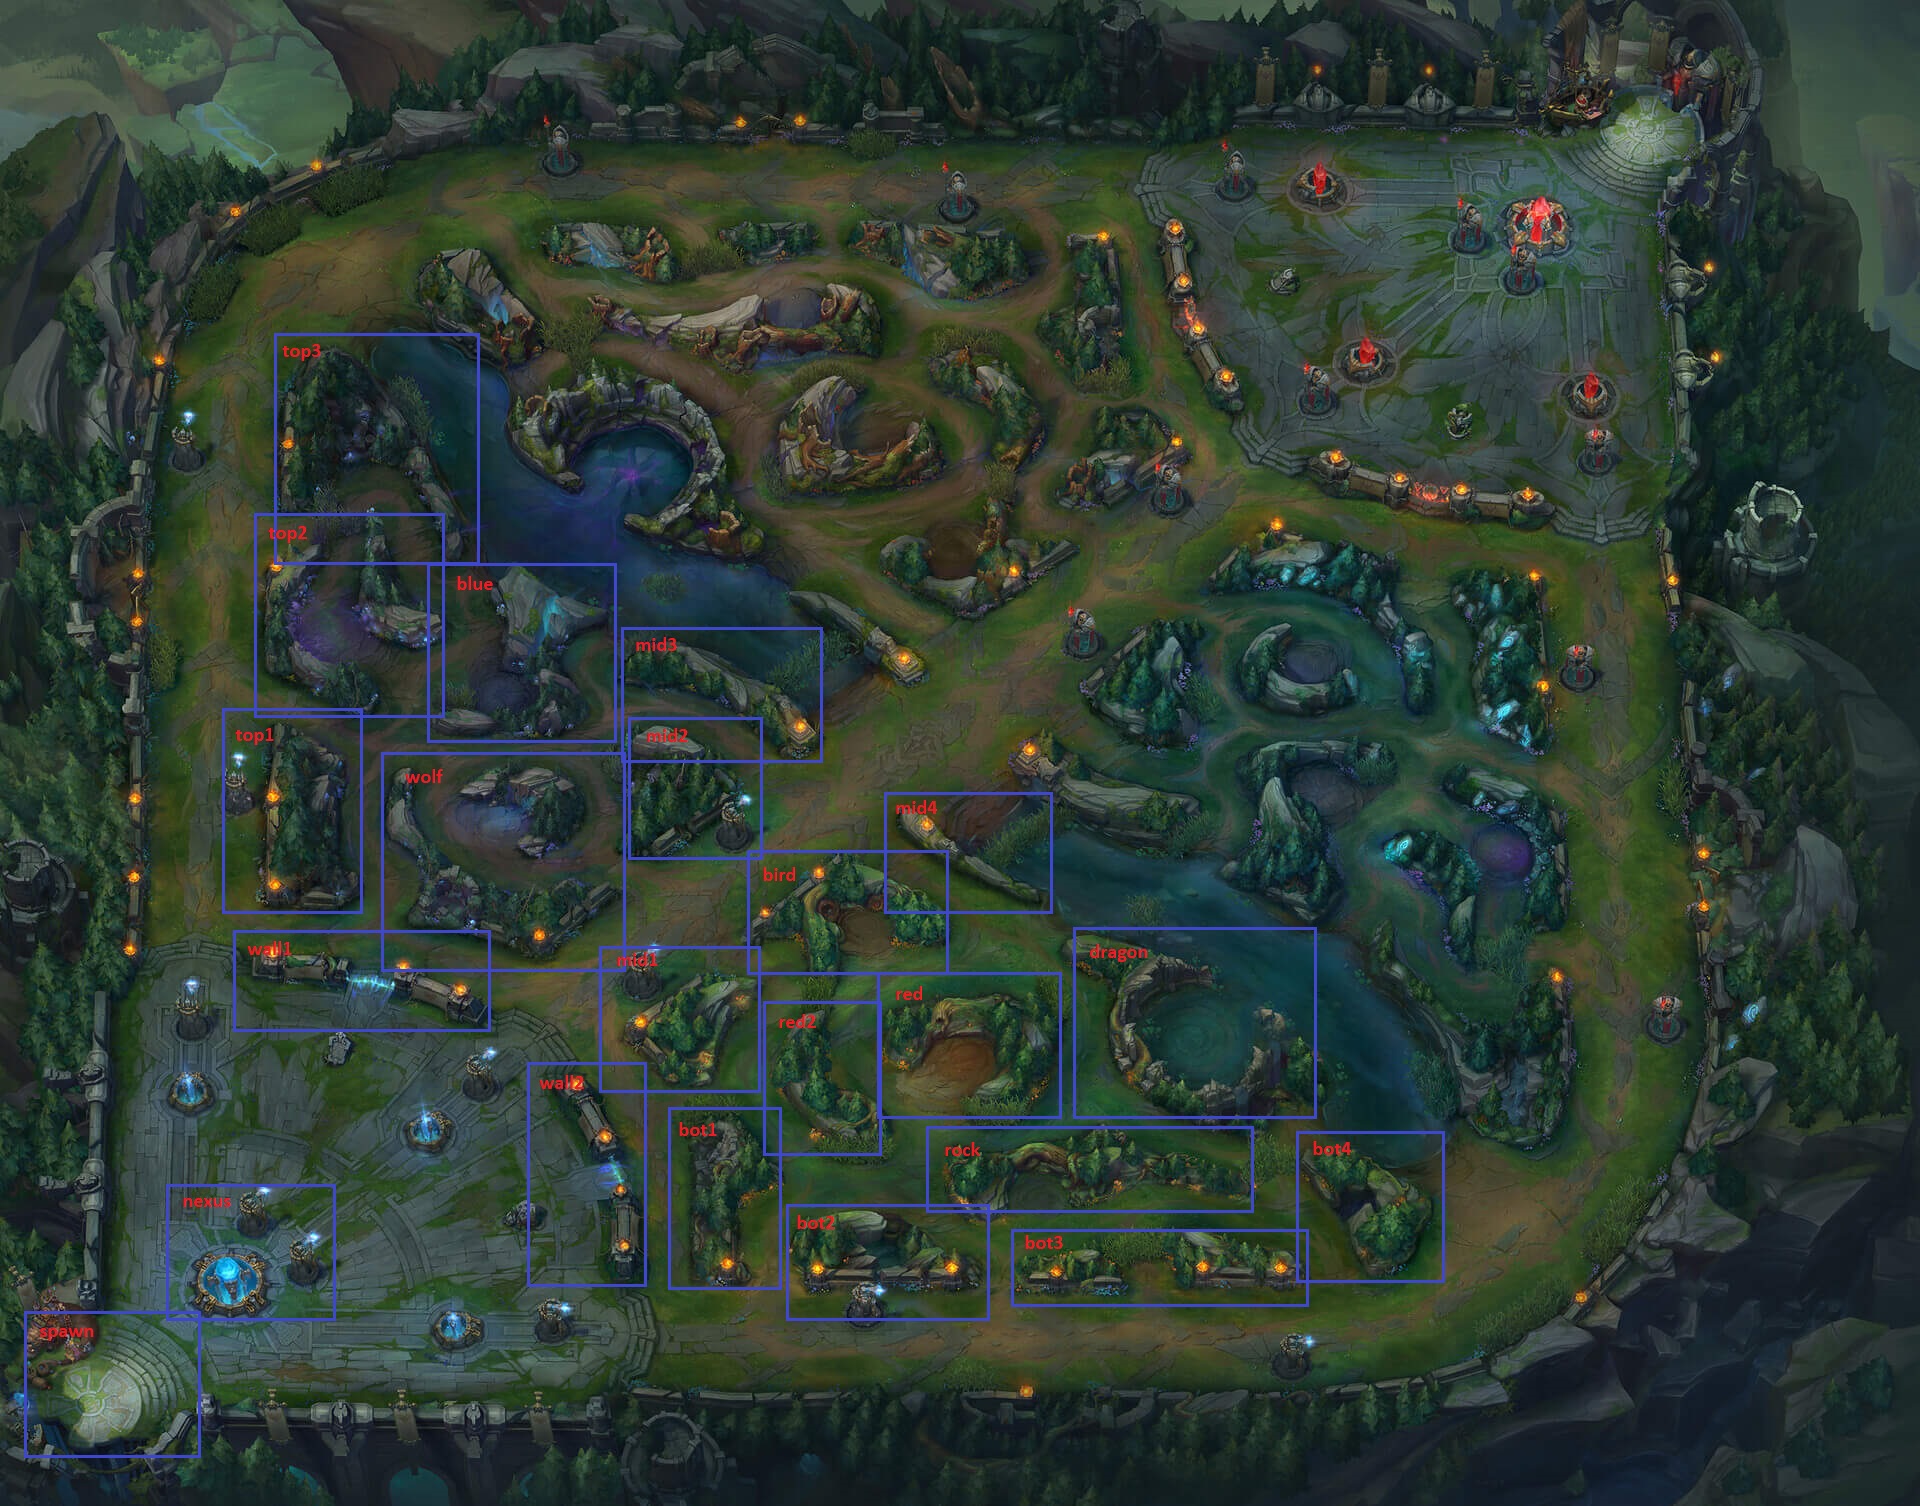 top3
top2
blue
mid3
top1
mid2
wolf
mid4
bird
wall1
mid1
dragon
red
red2
wall2
bot1
rock
bot4
nexus
bot2
bot3
spawn